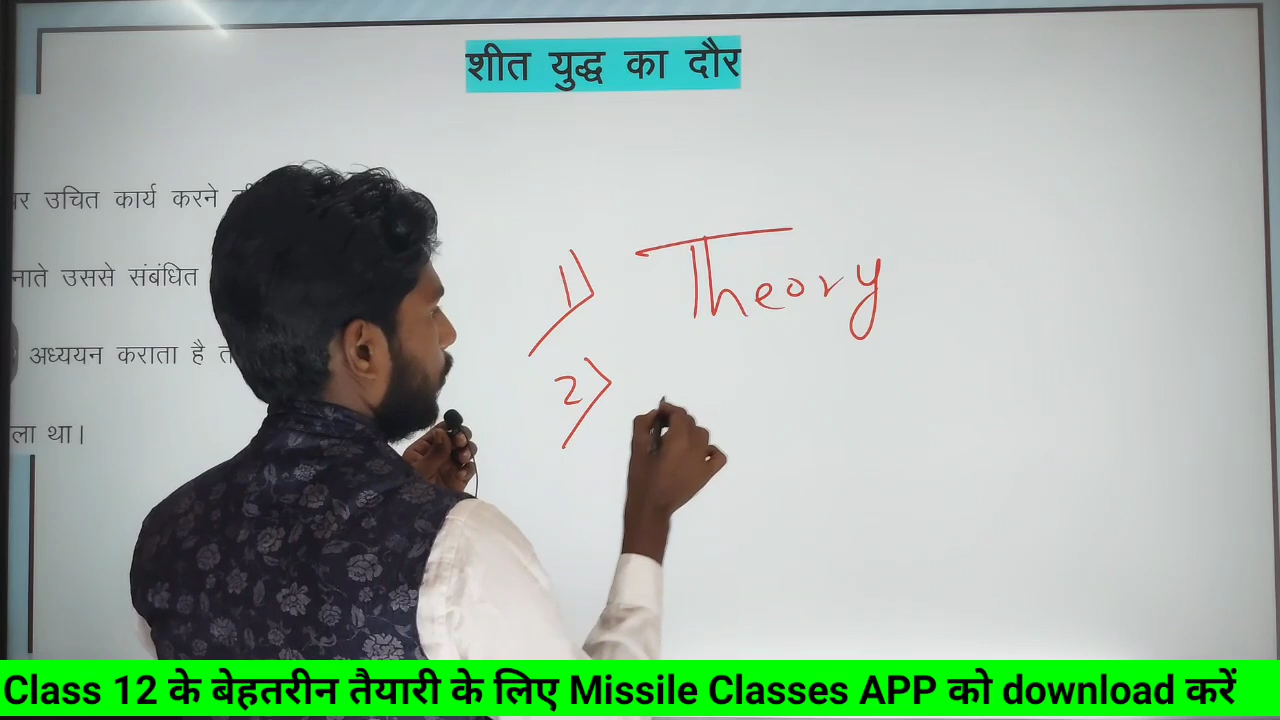 शीत युद्ध का दौर
उचित कार्य करने
उससे संबंधित
अध्ययन कराता है
था।
1) Theory
2)
Class 12 के बेहतरीन तैयारी के लिए Missile Classes APP को download करें